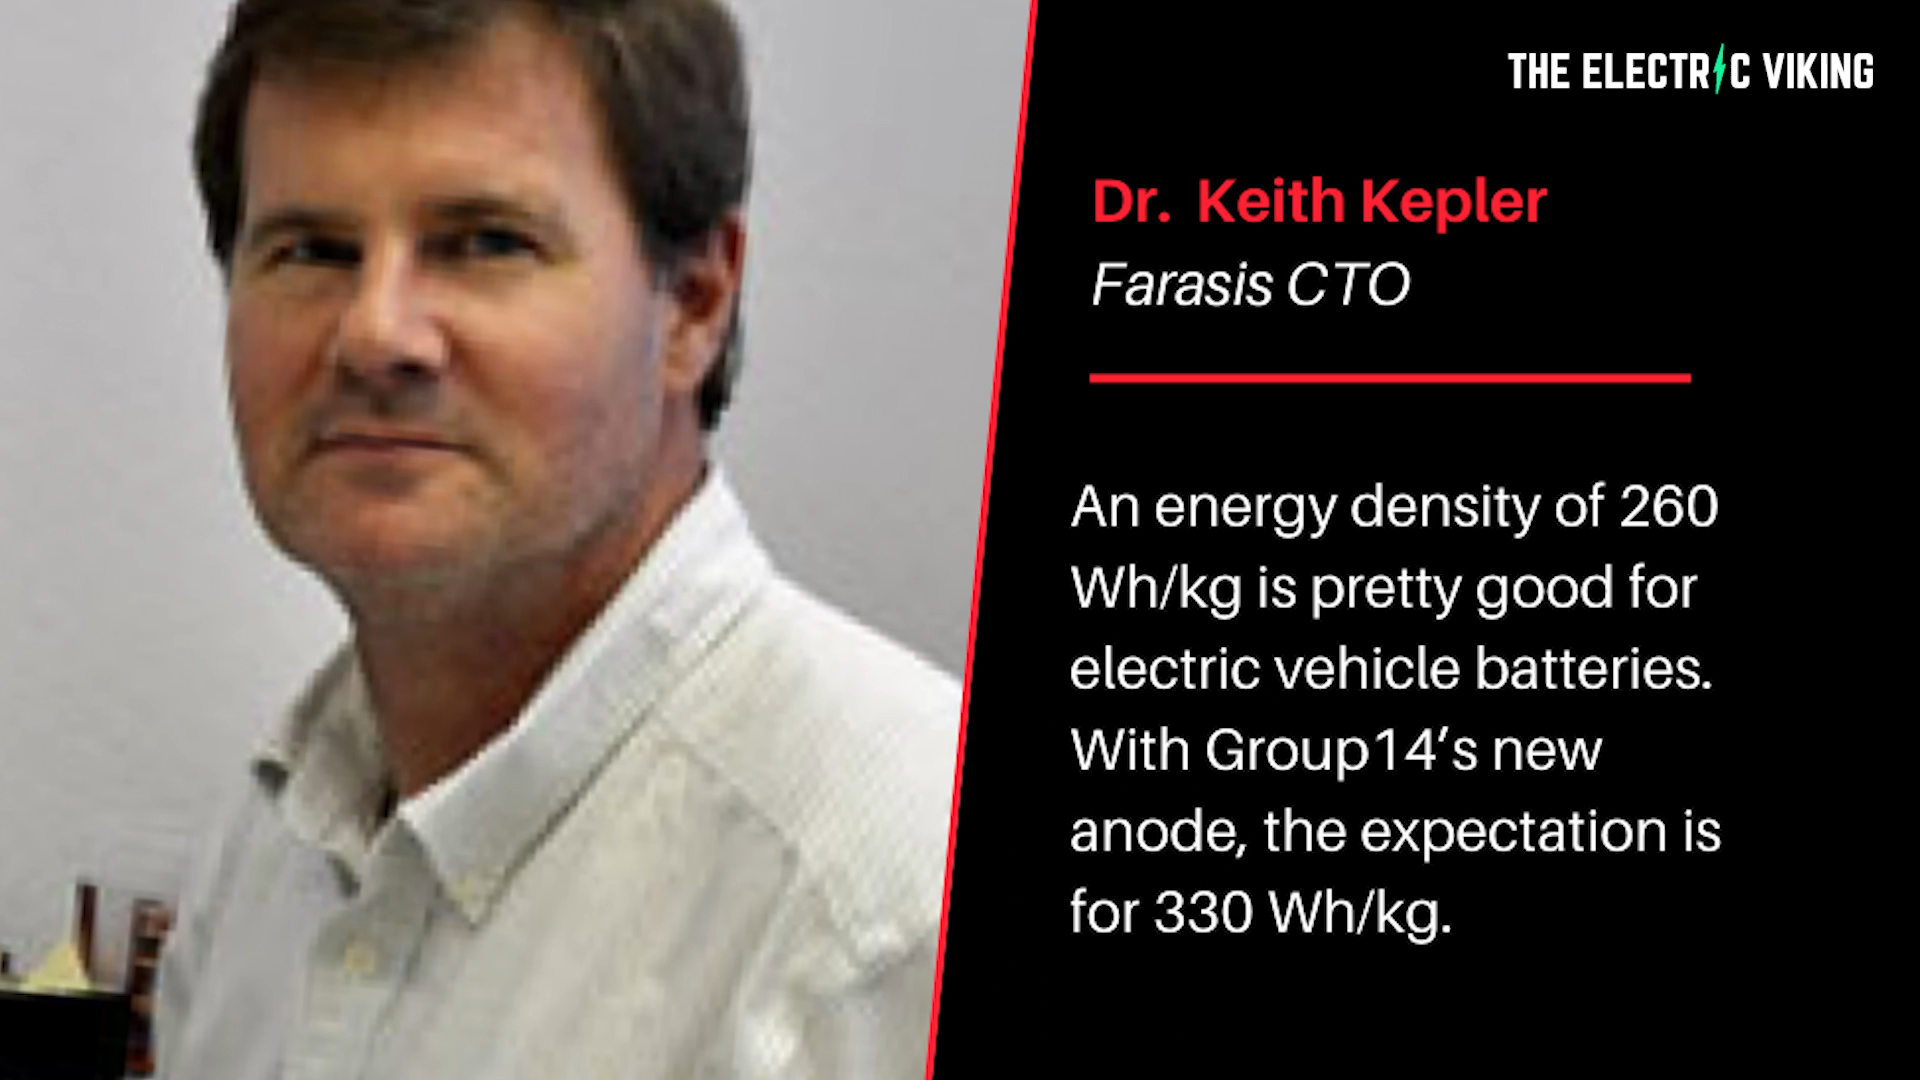 THE ELECTRIC VIKING
Dr. Keith Kepler
Farasis CTO
An energy density of 260
Wh/kg is pretty good for
electric vehicle batteries.
With Group14’s new
anode, the expectation is
for 330 Wh/kg.